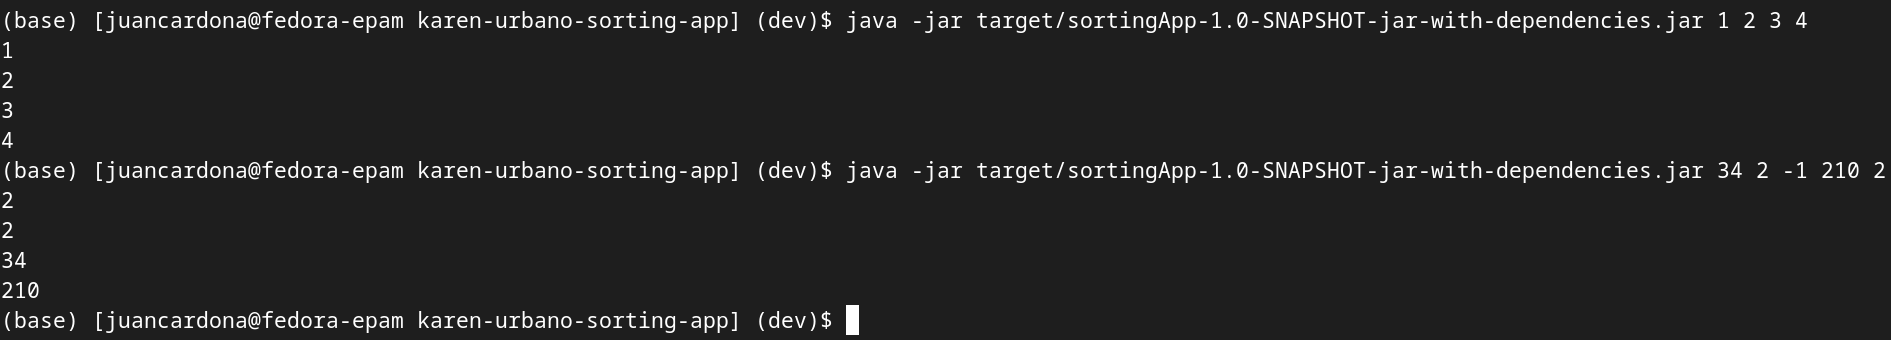 (base) [juancardona@fedora-epam karen-urbano-sorting-app] (dev)$ java -jar target/sortingApp-1.0-SNAPSHOT-jar-with-dependencies.jar 1 2 3 4
1
2
3
4
(base) [juancardona@fedora-epam karen-urbano-sorting-app] (dev)$ java -jar target/sortingApp-1.0-SNAPSHOT-jar-with-dependencies.jar 34 2 -1 210 2
2
2
34
210
(base) [juancardona@fedora-epam karen-urbano-sorting-app] (dev)$